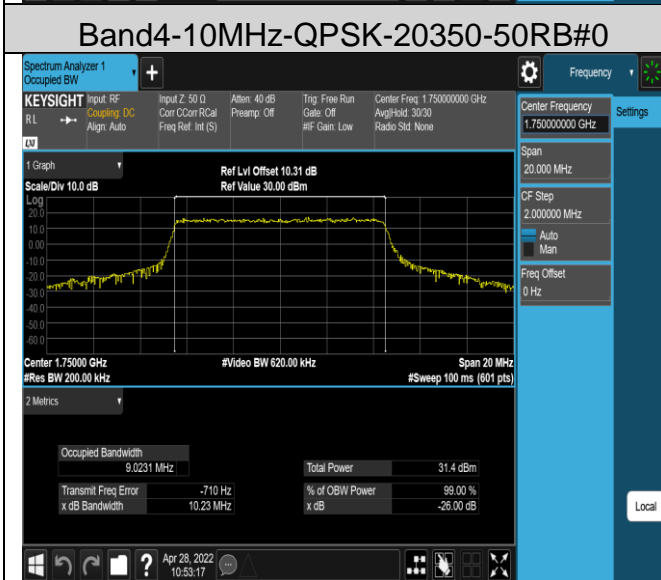 Band4-10MHz-QPSK-20350-50RB#0
Spectrum Analyzer 1
Occupied BW
+
Frequency
KEYSIGHT Input: RF Input Z: 50 Ω Atten: 40 dB Trig: Free Run Center Freq: 1.750000000 GHz
RL Coupling: DC Corr CCorr RCal Preamp: Off Gate: Off Avg|Hold: 30/30
Align: Auto Freq Ref: Int (S) #IF Gain: Low Radio Std: None
Center Frequency
1.750000000 GHz
Settings
Span
20.000 MHz
CF Step
2.000000 MHz
Auto
Man
Freq Offset
0 Hz
1 Graph
Ref Lvl Offset 10.31 dB
Scale/Div 10.0 dB Ref Value 30.00 dBm
Log
20.0
10.0
0.00
-10.0
-20.0
-30.0
-40.0
-50.0
-60.0
Center 1.75000 GHz #Video BW 620.00 kHz Span 20 MHz
#Res BW 200.00 kHz #Sweep 100 ms (601 pts)
2 Metrics
Occupied Bandwidth
9.0231 MHz Total Power 31.4 dBm
Transmit Freq Error -710 Hz % of OBW Power 99.00 %
x dB Bandwidth 10.23 MHz x dB -26.00 dB
Local
? Apr 28, 2022
10:53:17